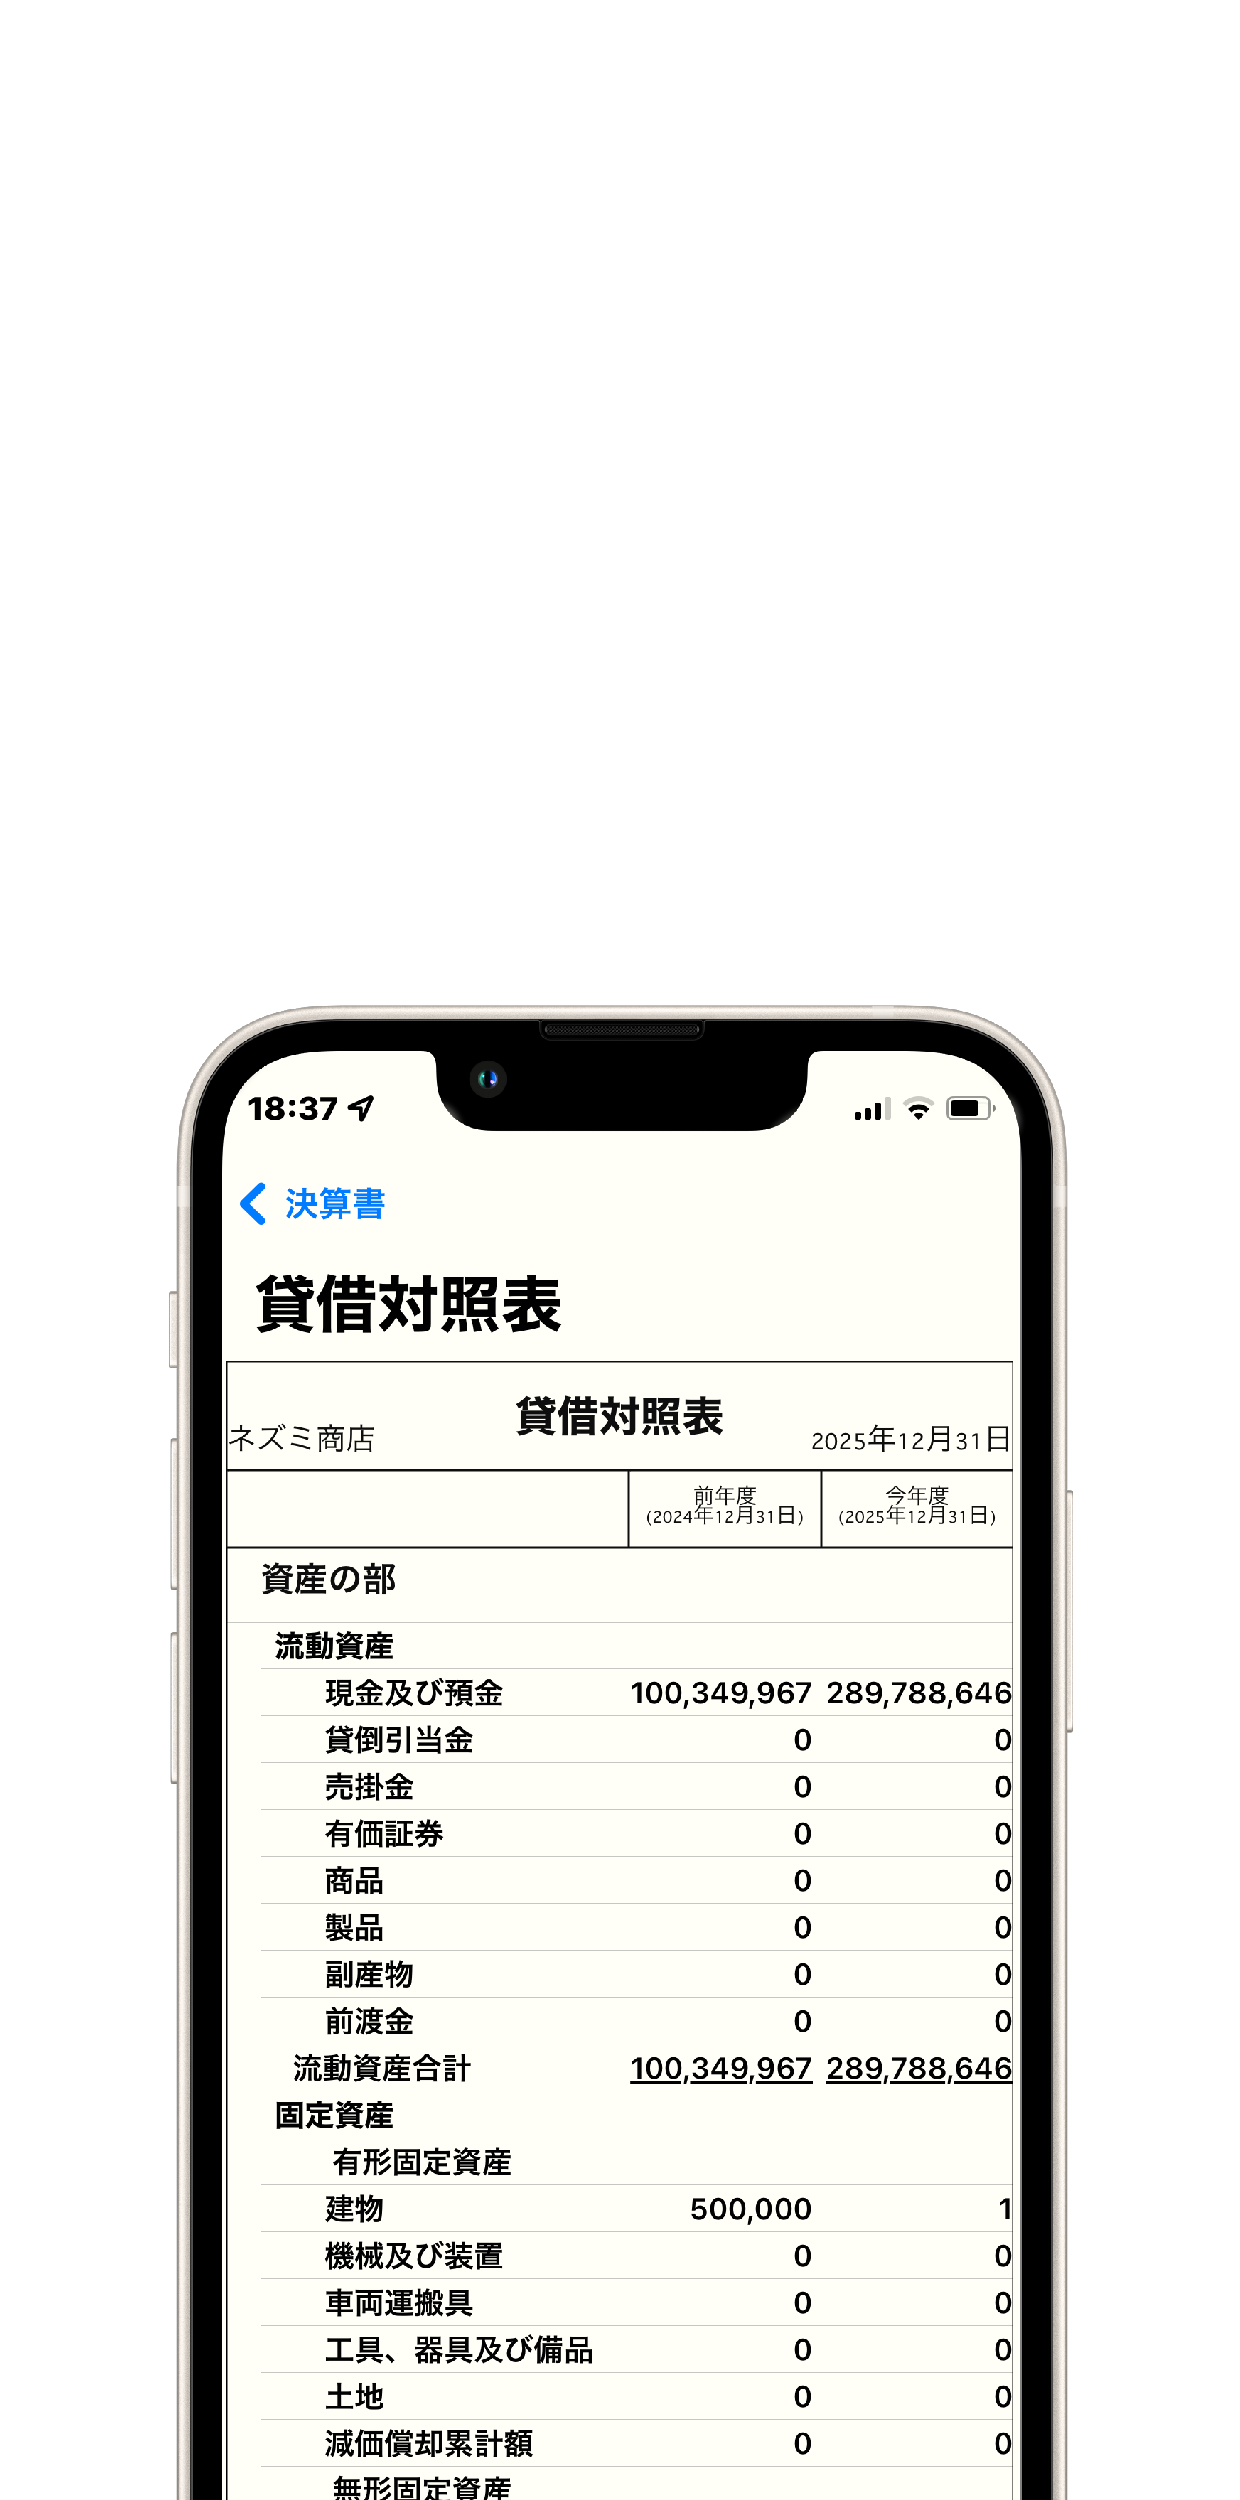 18:37
決算書
貸借対照表
貸借対照表
ネズミ商店 2025年12月31日
前年度 今年度
(2024年12月31日) (2025年12月31日)
資産の部
流動資産
現金及び預金 100,349,967 289,788,646
貸倒引当金 0 0
売掛金 0 0
有価証券 0 0
商品 0 0
製品 0 0
副産物 0 0
前渡金 0 0
流動資産合計 100,349,967 289,788,646
固定資産
有形固定資産
建物 500,000 1
機械及び装置 0 0
車両運搬具 0 0
工具、器具及び備品 0 0
土地 0 0
減価償却累計額 0 0
無形固定資産